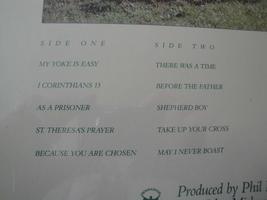 SIDE ONE
MY YOKE IS EASY
I CORINTHIANS 13
AS A PRISONER
ST. THERESA'S PRAYER
BECAUSE YOU ARE CHOSEN
SIDE TWO
THERE WAS A TIME
BEFORE THE FATHER
SHEPHERD BOY
TAKE UP YOUR CROSS
MAY I NEVER BOAST
Produced by Phil